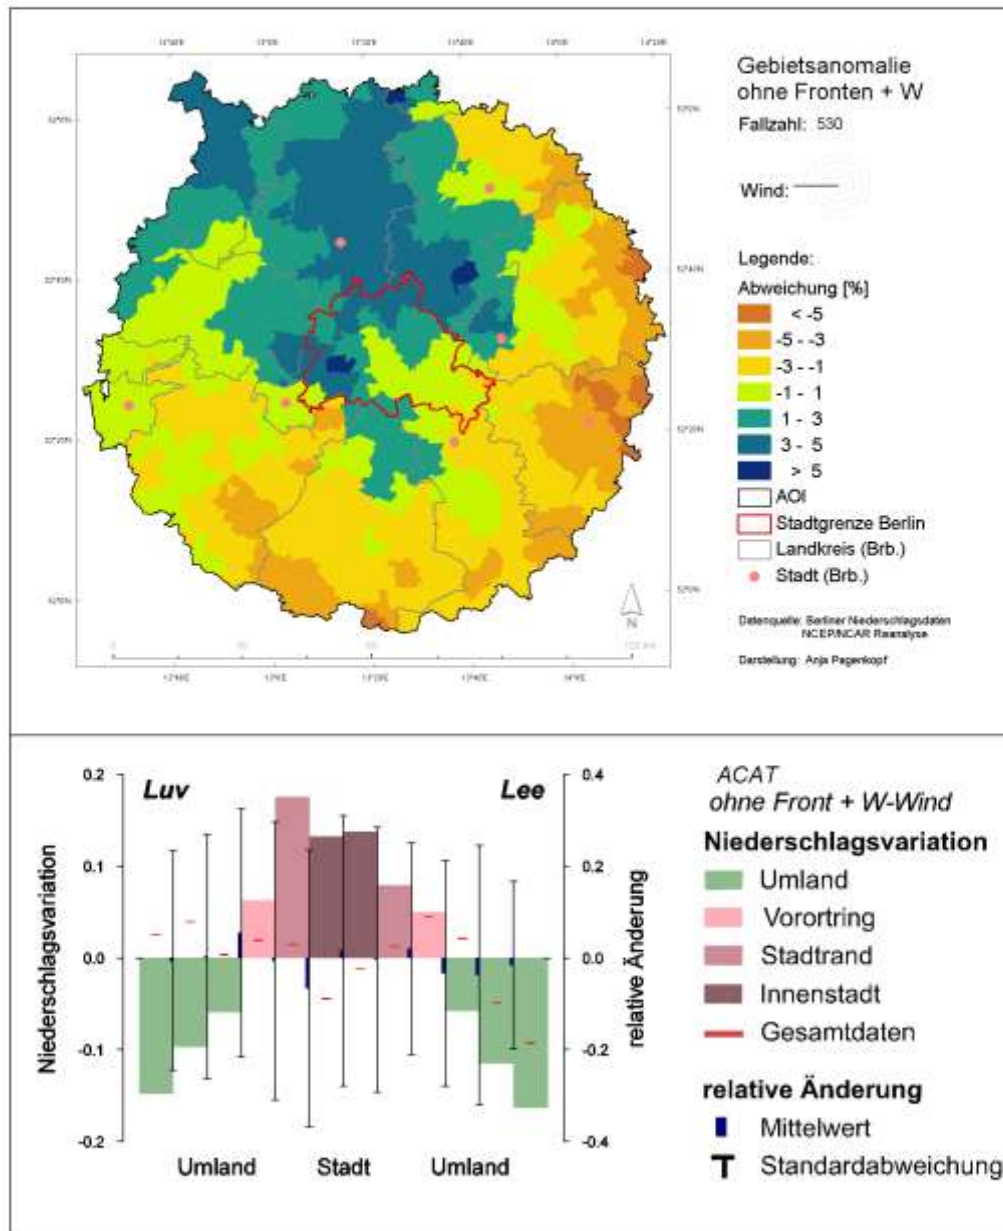 Gebietsanomalie
ohne Fronten + W
Fallzahl: 530
Wind:
Legende:
Abweichung [%]
< -5
-5 - -3
-3 - -1
-1 - 1
1 - 3
3 - 5
> 5
AOI
Stadtgrenze Berlin
Landkreis (Brb.)
Stadt (Brb.)
N
Datenquelle: Berliner Niederschlagsdaten
NCEP/NCAR Reanalyse
Darstellung: Anja Pagenkopf
Luv
Lee
Niederschlagsvariation
0.2
0.1
0.0
-0.1
-0.2
relative Änderung
0.4
0.2
0.0
-0.2
-0.4
Umland
Stadt
Umland
ACAT
ohne Front + W-Wind
Niederschlagsvariation
Umland
Vorortring
Stadtrand
Innenstadt
Gesamtdaten
relative Änderung
Mittelwert
Standardabweichung